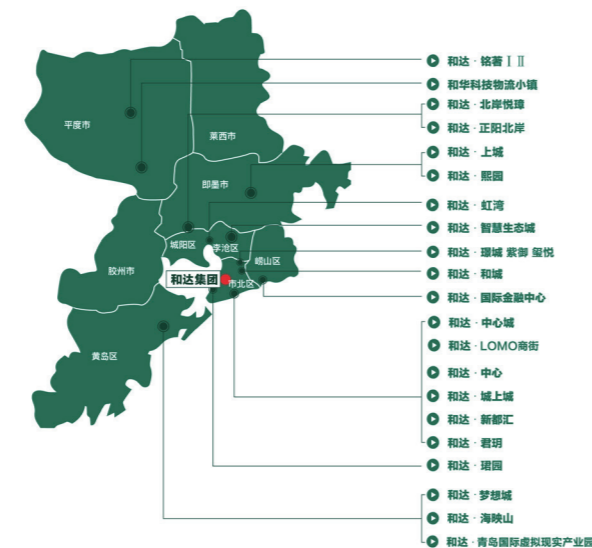 平度市
莱西市
即墨市
城阳区
李沧区
崂山区
胶州市
和达集团
市北区
黄岛区
和达 · 铭著 Ⅰ Ⅱ
和华科技物流小镇
和达 · 北岸悦璋
和达 · 正阳北岸
和达 · 上城
和达 · 熙园
和达 · 虹湾
和达 · 智慧生态城
和达 · 璟城 紫御 玺悦
和达 · 和城
和达 · 国际金融中心
和达 · 中心城
和达 · LOMO商街
和达 · 中心
和达 · 城上城
和达 · 新都汇
和达 · 君玥
和达 · 珺园
和达 · 梦想城
和达 · 海映山
和达 · 青岛国际虚拟现实产业园